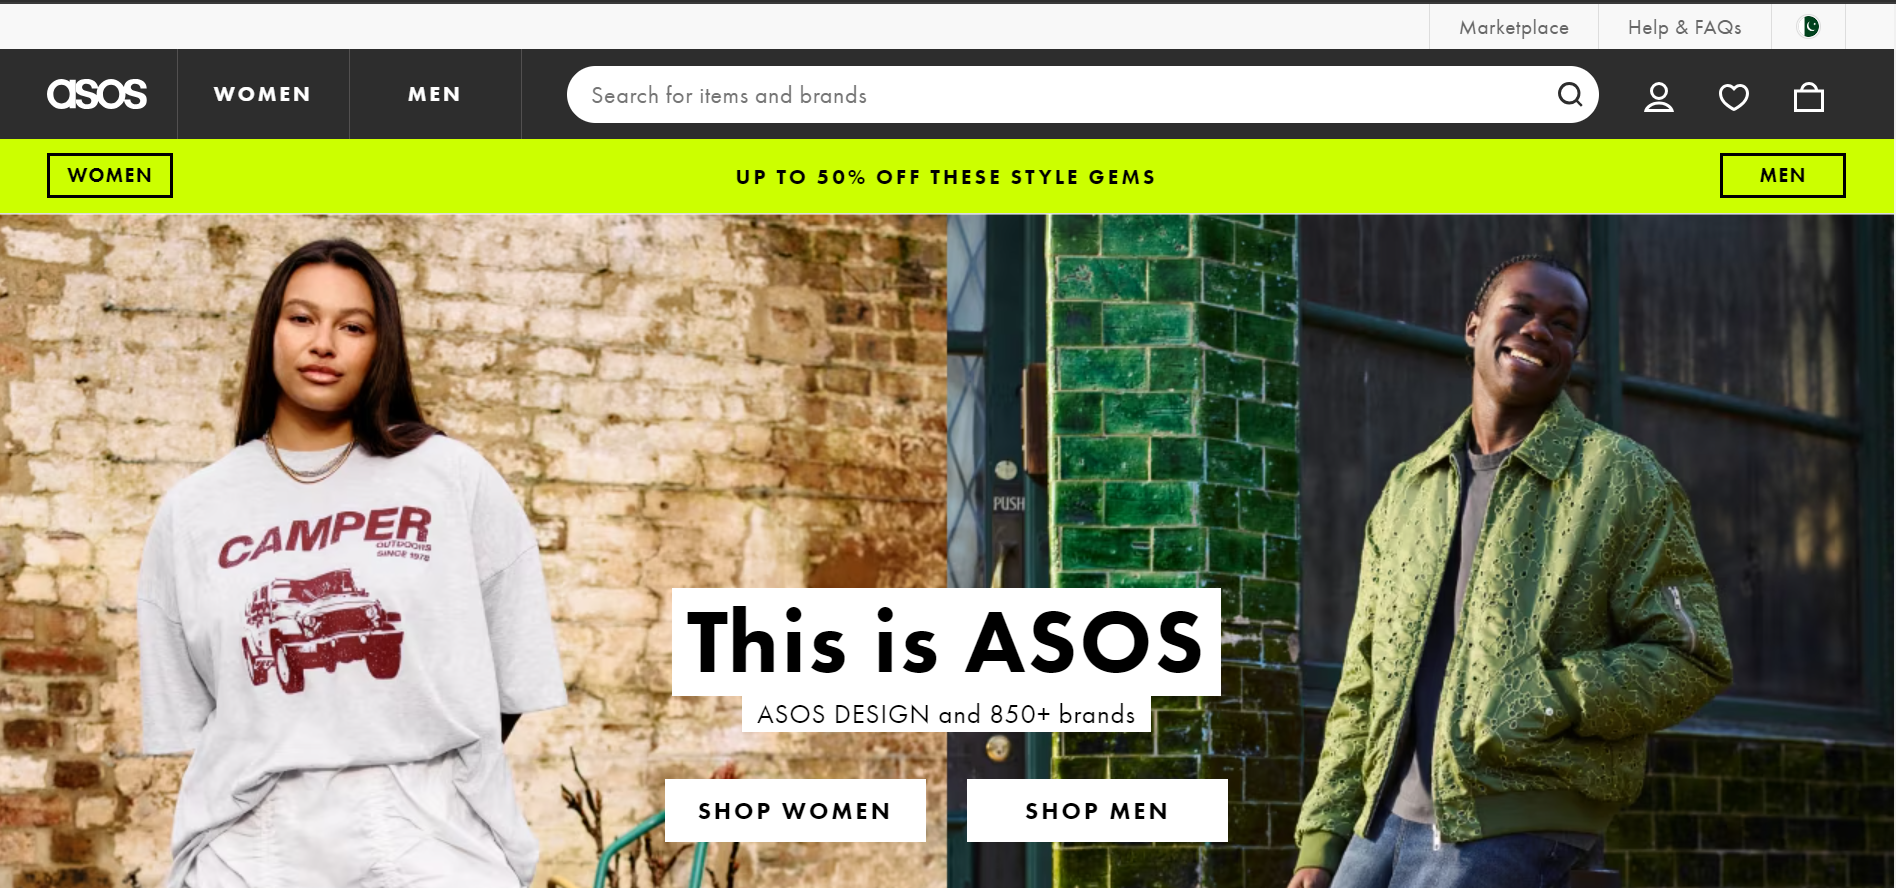 Marketplace
Help & FAQs
asos
WOMEN
MEN
Search for items and brands
WOMEN
UP TO 50% OFF THESE STYLE GEMS
MEN
PUSH
CAMPER
OUTDOORS
SINCE 1978
This is ASOS
ASOS DESIGN and 850+ brands
SHOP WOMEN
SHOP MEN